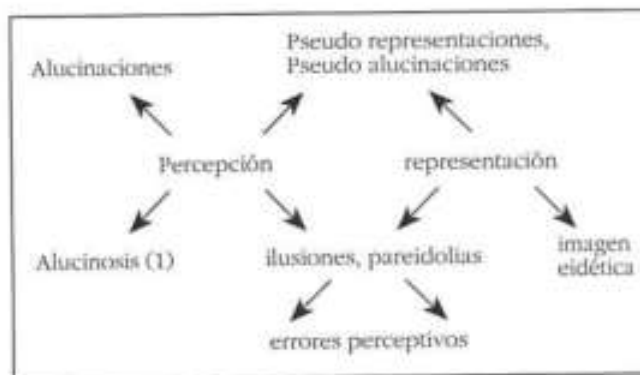 Pseudo representaciones,
Alucinaciones
Pseudo alucinaciones
Percepción
representación
Alucinosis (1)
ilusiones, pareidolias
imagen
eidética
errores perceptivos